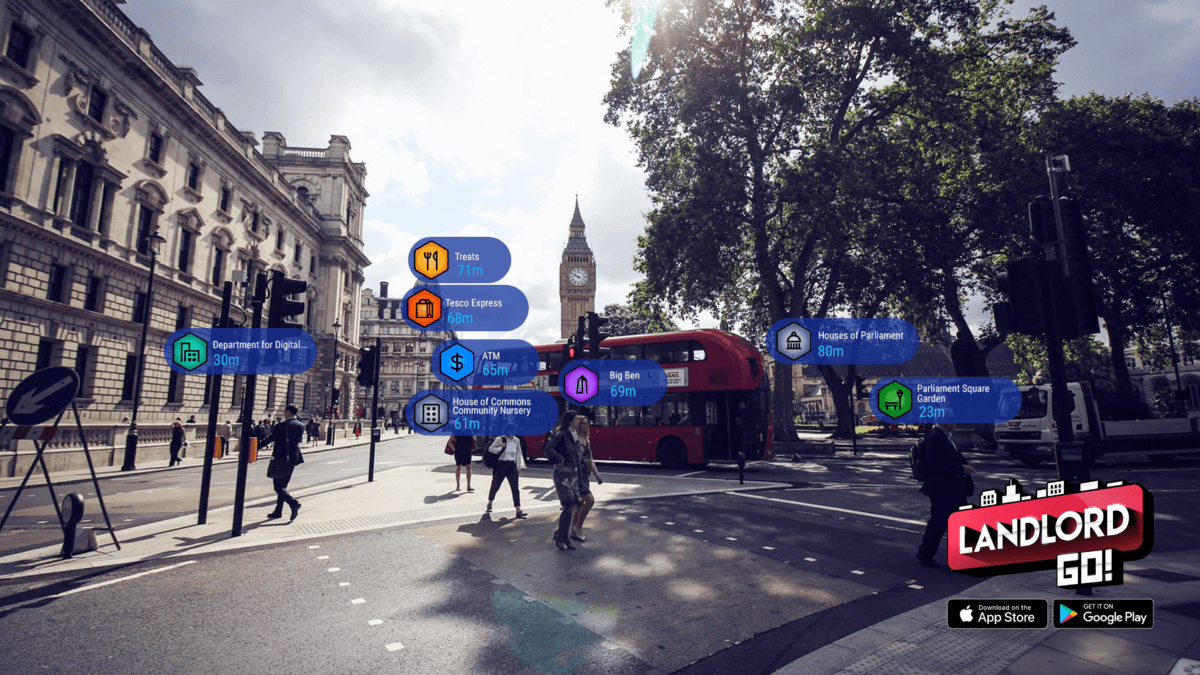 Treats
71m
Tesco Express
68m
Department for Digital...
30m
ATM
65m
Big Ben
69m
House of Commons
Community Nursery
61m
Houses of Parliament
80m
Parliament Square
Garden
23m
LANDLORD
GO!
Download on the
App Store
GET IT ON
Google Play